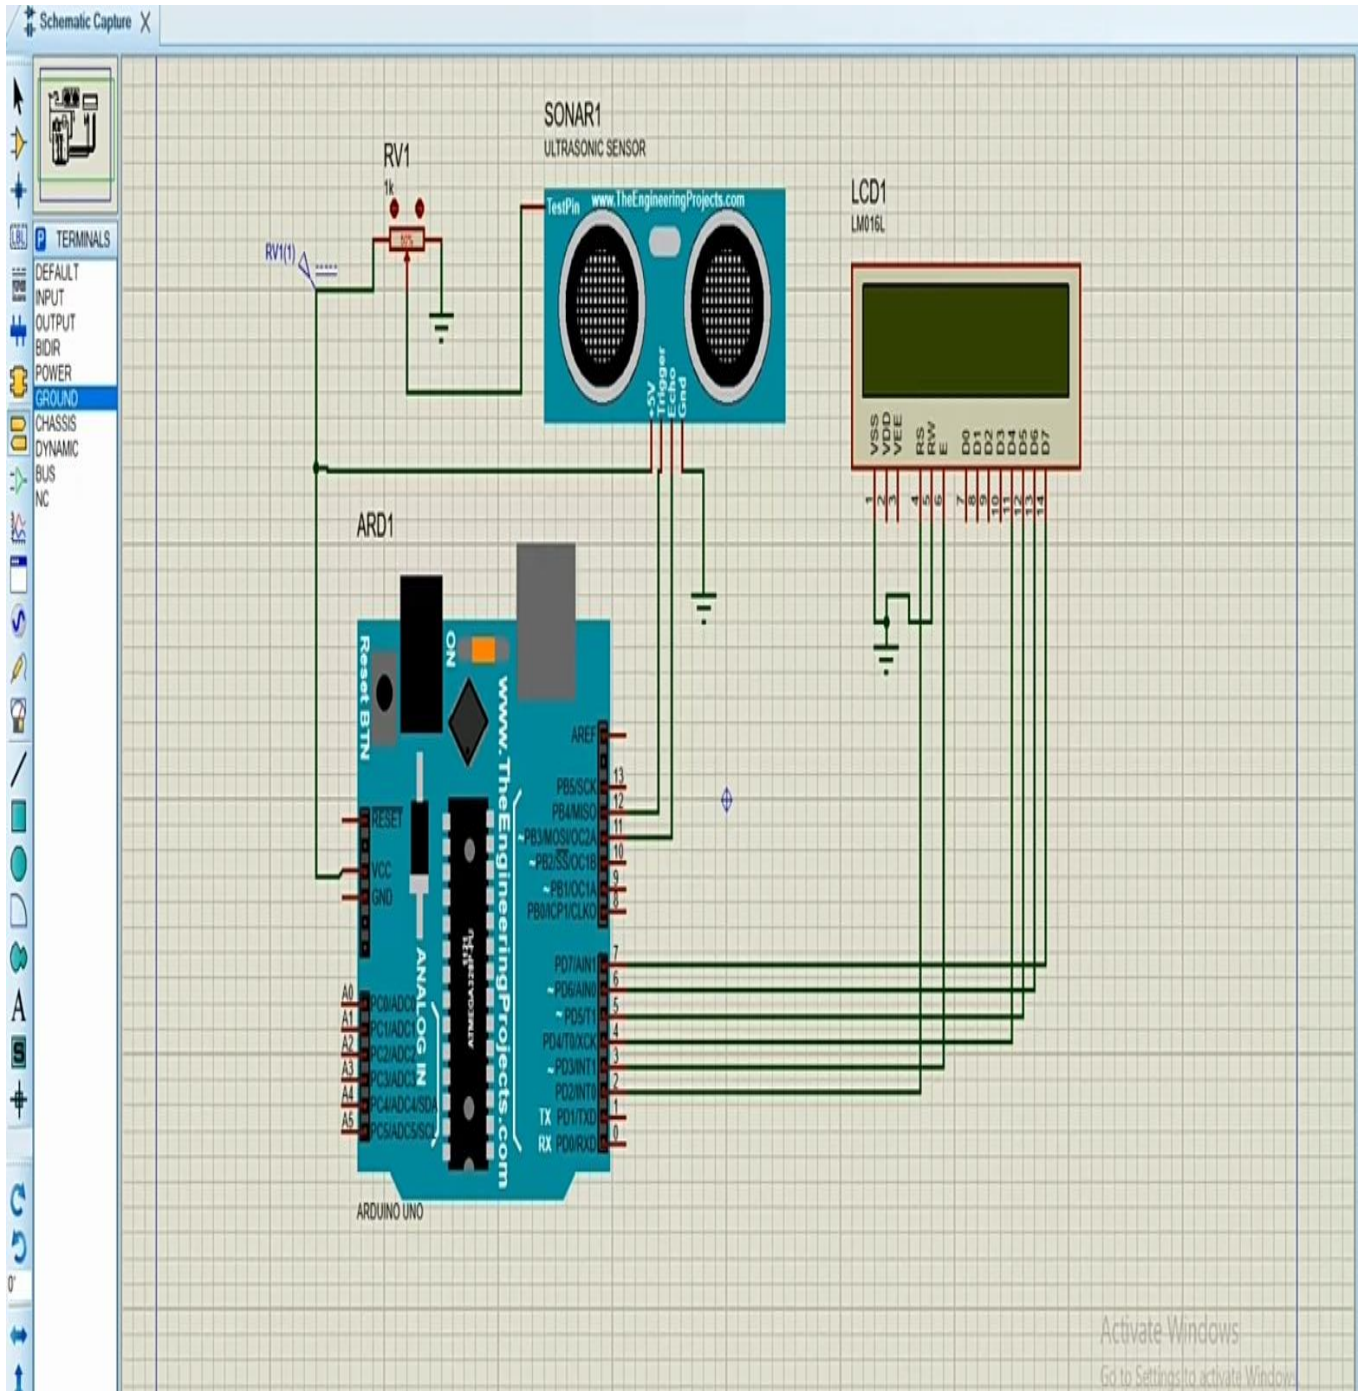 Schematic Capture X
LBL
P TERMINALS
DEFAULT
INPUT
OUTPUT
BIDIR
POWER
GROUND
CHASSIS
DYNAMIC
BUS
NC
A
S
0°
RV1
1k
50%
RV1(1)
SONAR1
ULTRASONIC SENSOR
TestPin
www.TheEngineeringProjects.com
+5V
Trigger
Echo
Gnd
LCD1
LM016L
VSS
VDD
VEE
RS
RW
E
D0
D1
D2
D3
D4
D5
D6
D7
1
2
3
4
5
6
7
8
9
10
11
12
13
14
ARD1
Reset BTN
ON
www.TheEngineeringProjects.com
AREF
13
PB5/SCK
12
PB4/MISO
11
~PB3/MOSI/OC2A
10
~PB2/SS/OC1B
9
~PB1/OC1A
8
PB0/ICP1/CLKO
RESET
VCC
GND
ANALOG IN
ATMEGA328P-PU
1121
A0 PC0/ADC0
A1 PC1/ADC1
A2 PC2/ADC2
A3 PC3/ADC3
A4 PC4/ADC4/SDA
A5 PC5/ADC5/SCL
7
PD7/AIN1
6
~PD6/AIN0
5
~PD5/T1
4
PD4/T0/XCK
3
~PD3/INT1
2
PD2/INT0
1
TX PD1/TXD
0
RX PD0/RXD
ARDUINO UNO
Activate Windows
Go to Settings to activate Windows